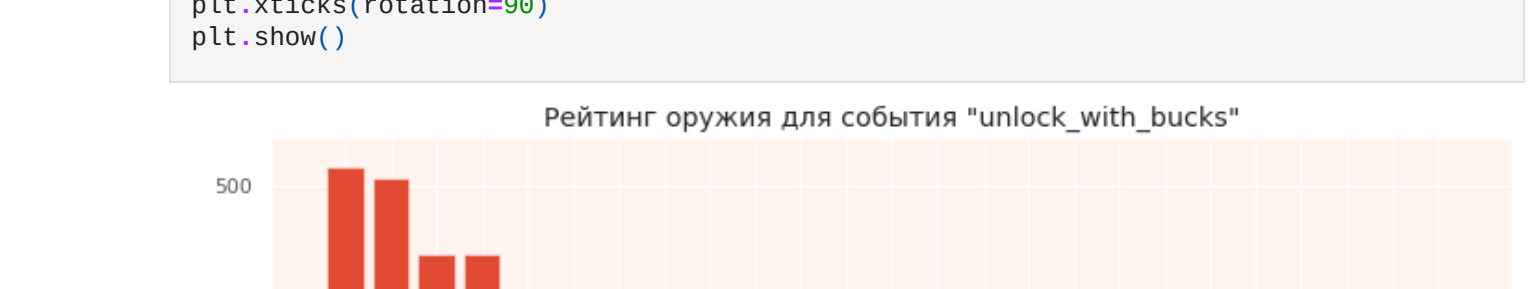 plt.xticks(rotation=90)
plt.show()
Рейтинг оружия для события "unlock_with_bucks"
500